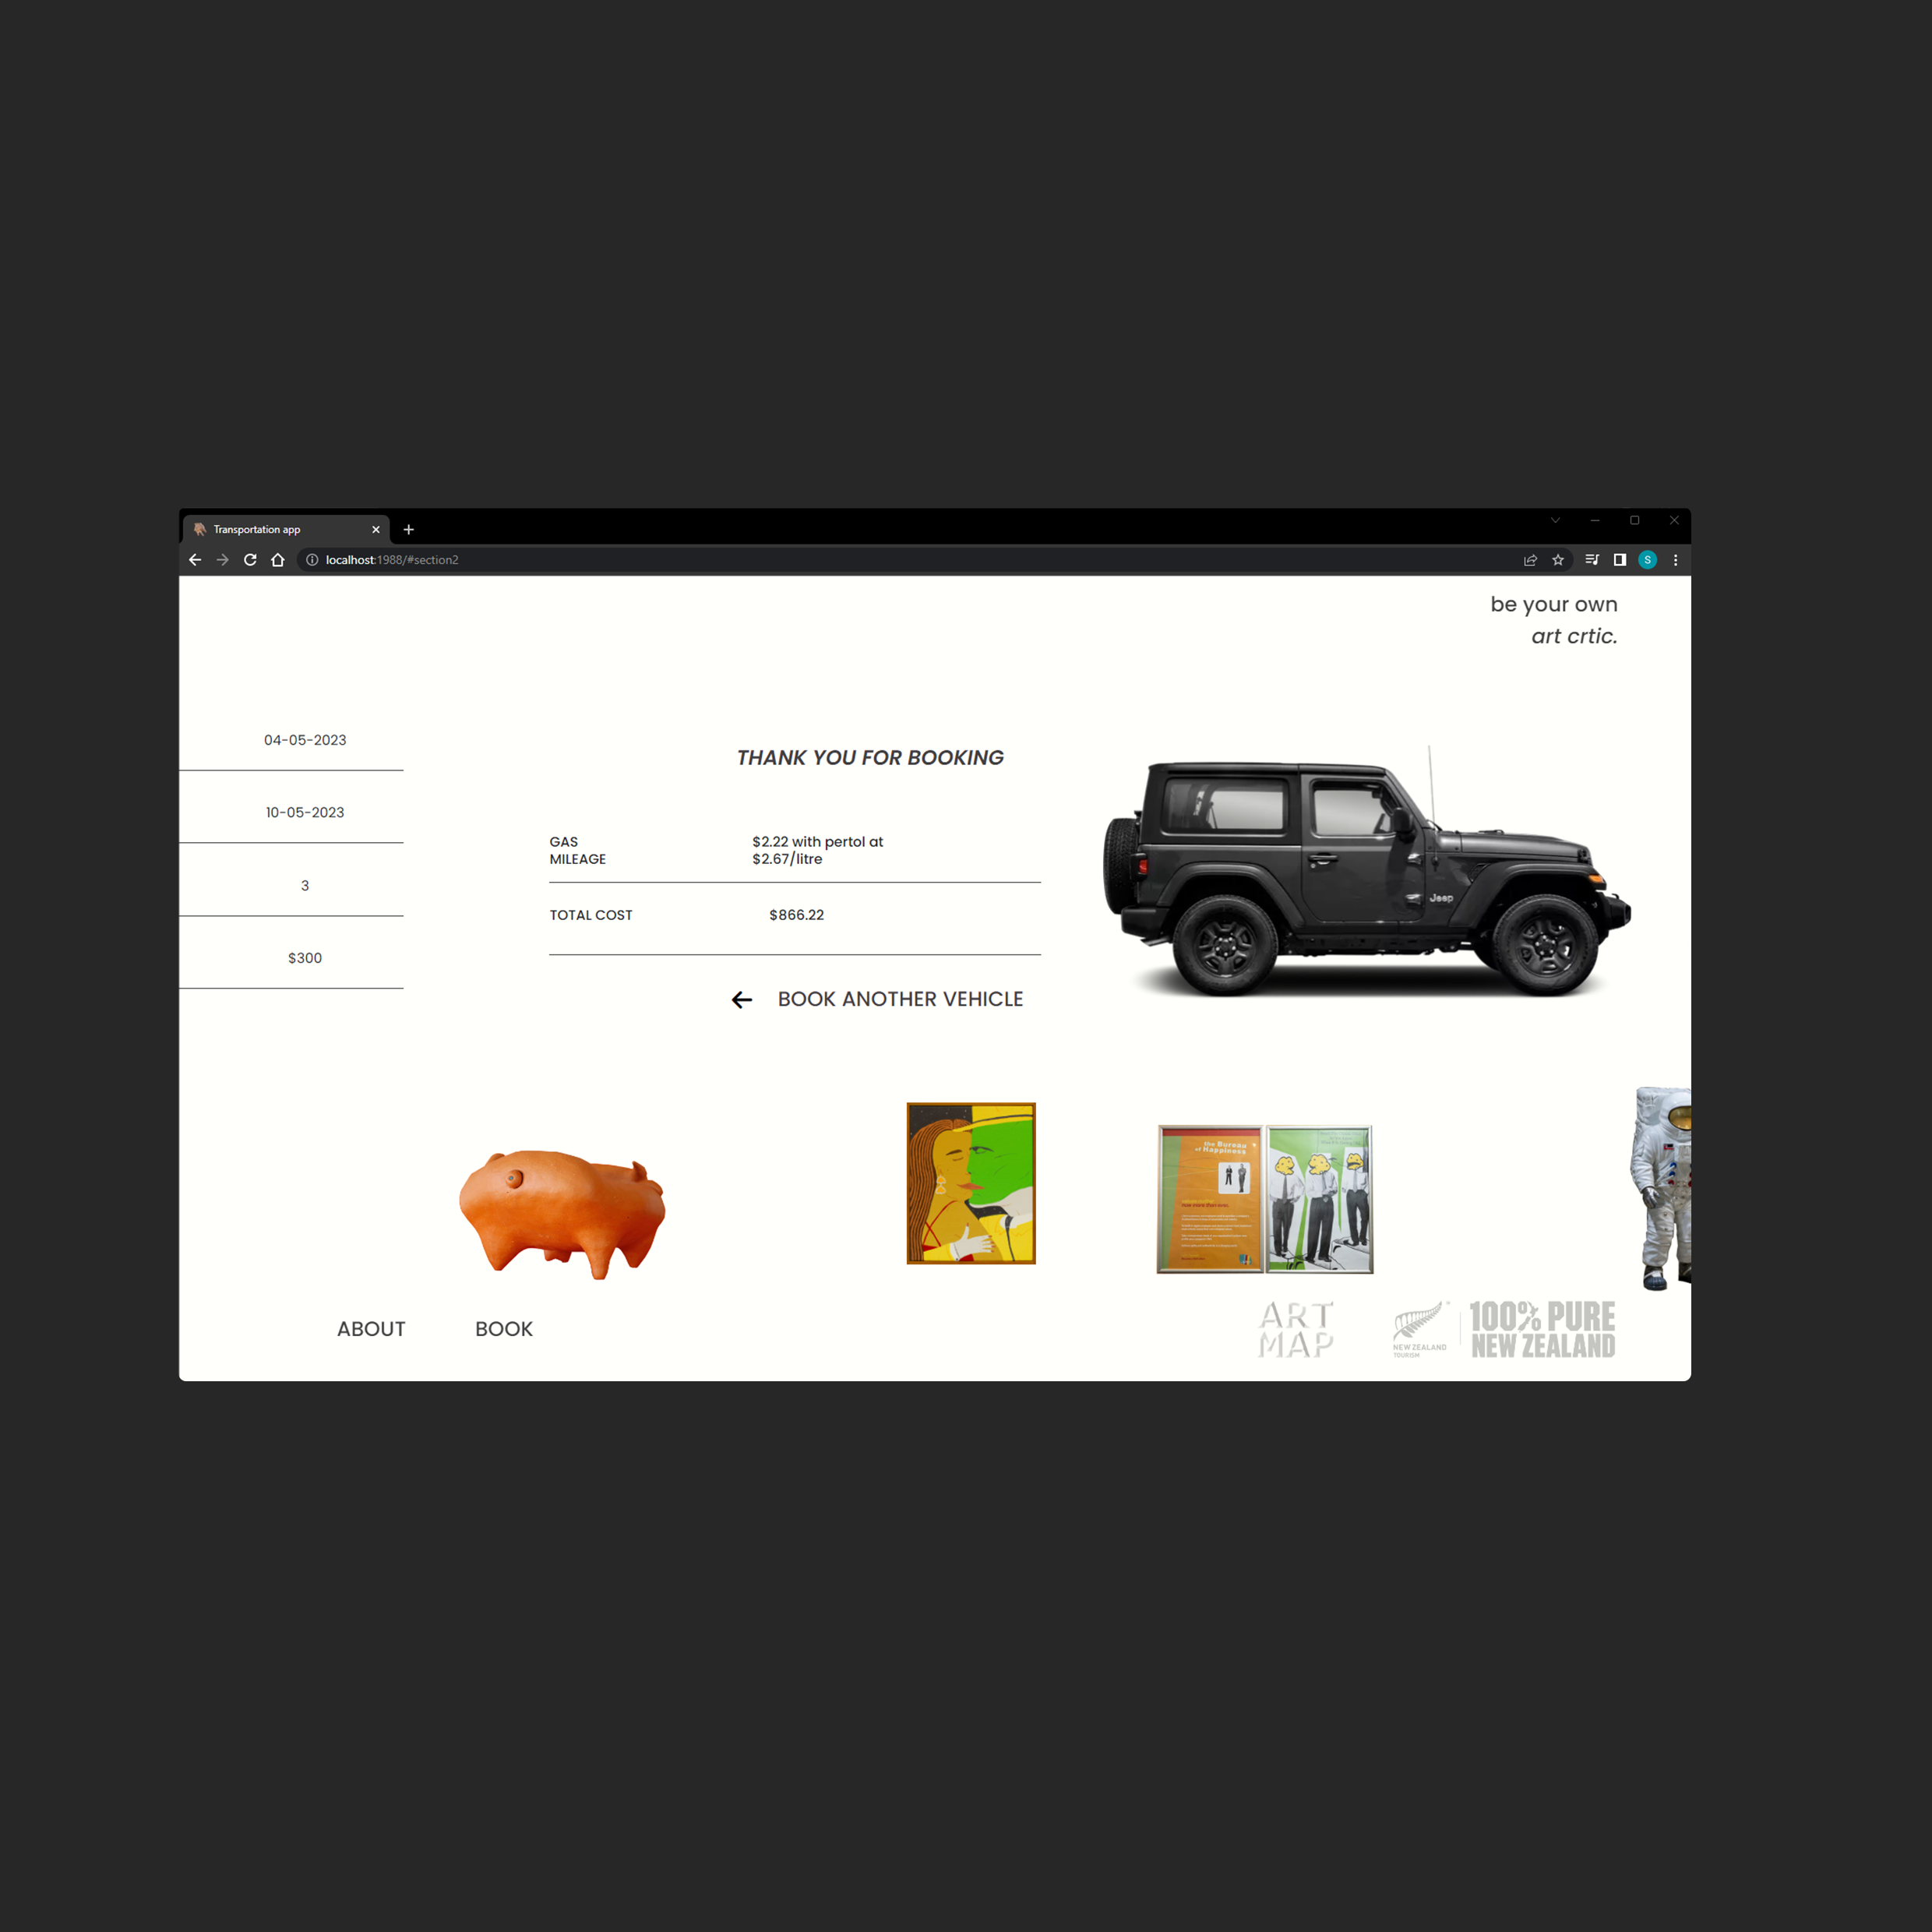 Transportation app
localhost:1988/#section2
S
be your own
art crtic.
04-05-2023
10-05-2023
3
$300
THANK YOU FOR BOOKING
GAS
MILEAGE
$2.22 with pertol at
$2.67/litre
TOTAL COST
$866.22
BOOK ANOTHER VEHICLE
Jeep
the Bureau
of Happiness
ABOUT
BOOK
ART
MAP
NEW ZEALAND
TOURISM
100% PURE
NEW ZEALAND